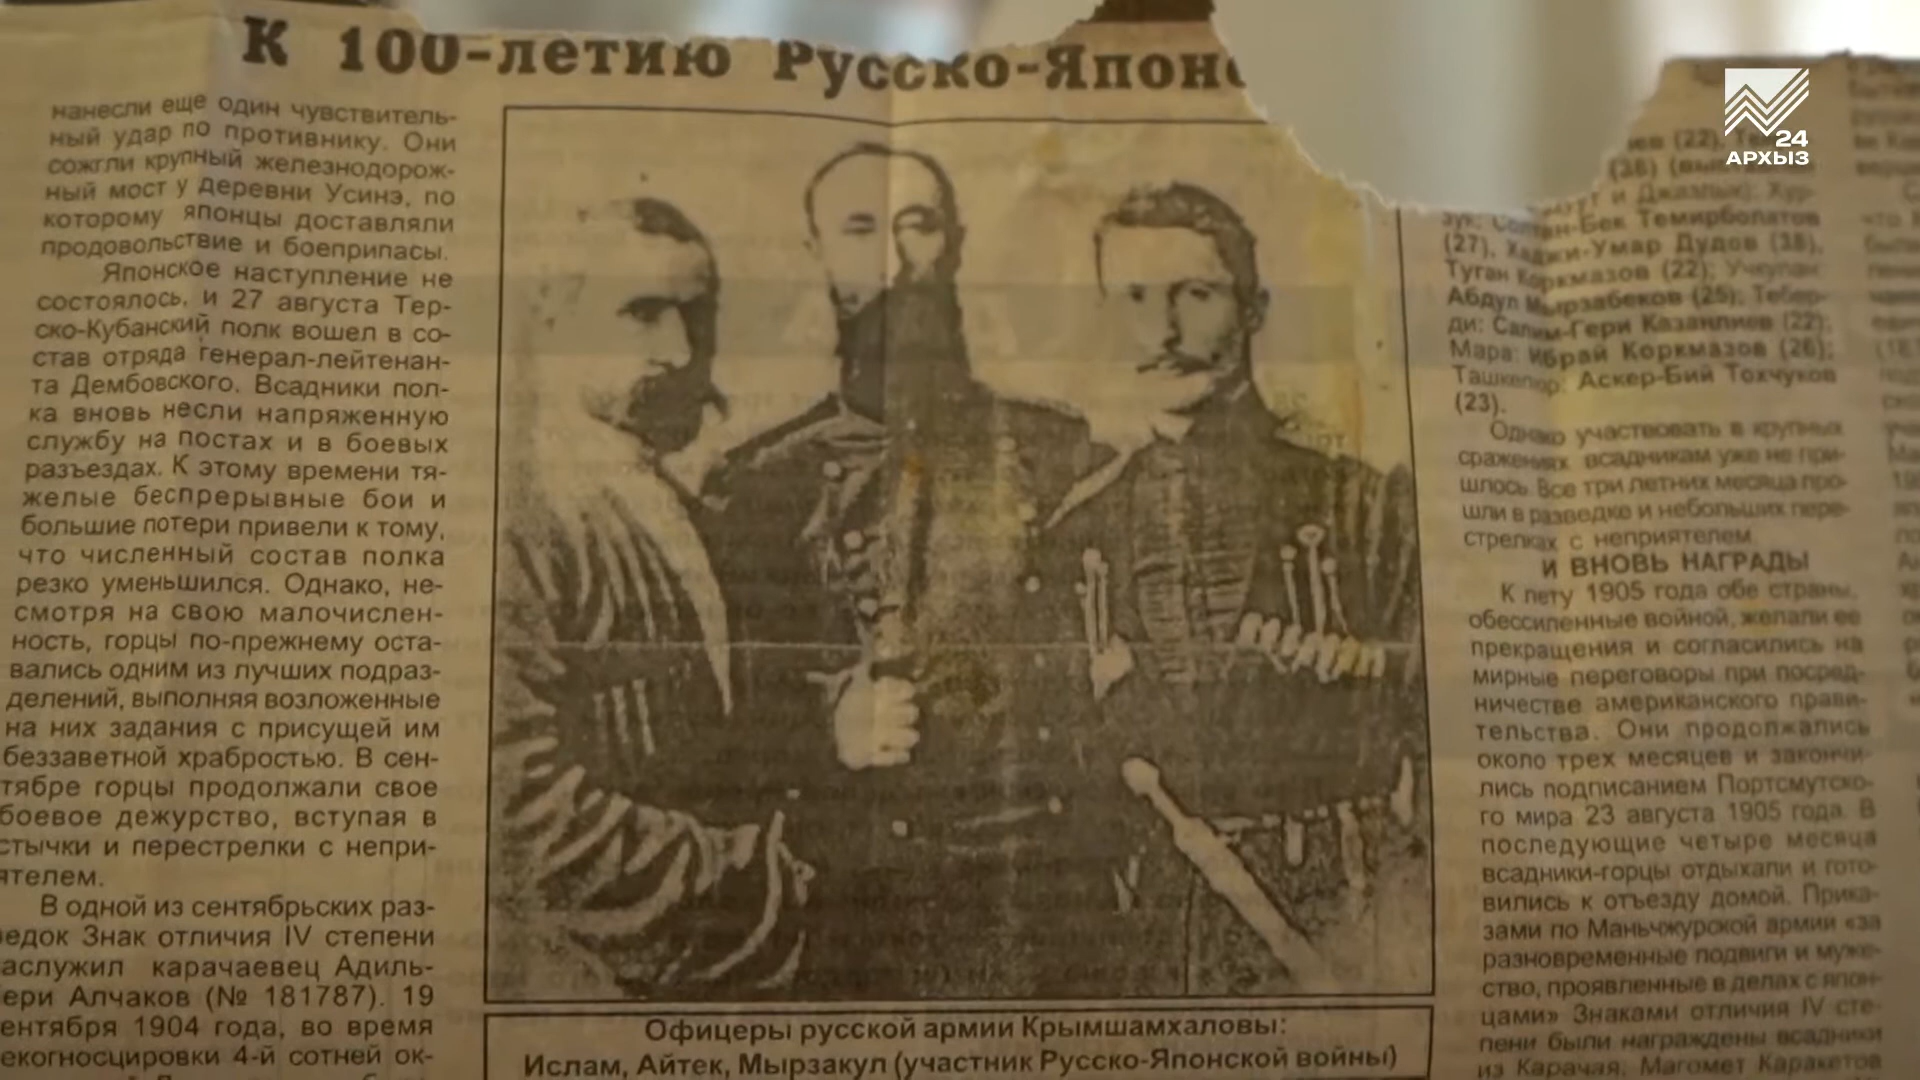 К 100-летию Русско-Япон
нанесли еще один чувствитель-
ный удар по противнику. Они
сожгли крупный железнодорож-
ный мост у деревни Усинэ, по
которому японцы доставляли
продовольствие и боеприпасы.
Японское наступление не
состоялось, и 27 августа Тер-
ско-Кубанский полк вошел в со-
став отряда генерал-лейтенан-
та Дембовского. Всадники пол-
ка вновь несли напряженную
службу на постах и в боевых
разъездах. К этому времени тя-
желые беспрерывные бои и
большие потери привели к тому,
что численный состав полка
резко уменьшился. Однако, не-
смотря на свою малочислен-
ность, горцы по-прежнему оста-
вались одним из лучших подраз-
делений, выполняя возложенные
на них задания с присущей им
беззаветной храбростью. В сен-
тябре горцы продолжали свое
боевое дежурство, вступая в
стычки и перестрелки с непри-
ятелем.
В одной из сентябрьских раз-
ведок Знак отличия IV степени
аслужил карачаевец Адиль-
ери Алчаков (№ 181787). 19
ентября 1904 года, во время
екогносцировки 4-й сотней ок-
Офицеры русской армии Крымшамхаловы:
Ислам, Айтек, Мырзакул (участник Русско-Японской войны)
(22),
(38)
и Джазлык); Хур-
зук: Солтан-Бек Темирболатов
(27), Хаджи-Умар Дудов (38),
Туган Коркмазов (22); Учкулан:
Абдул Мырзабеков (25); Тебер-
ди: Салим-Гери Казанлиев (22);
Мара: Ибрай Коркмазов (26);
Ташкепюр: Аскер-Бий Тохчуков
(23).
Однако участвовать в крупных
сражениях всадникам уже не при-
шлось. Все три летних месяца про-
шли в разведке и небольших пере-
стрелках с неприятелем.
И ВНОВЬ НАГРАДЫ
К лету 1905 года обе страны,
обессиленные войной, желали ее
прекращения и согласились на
мирные переговоры при посред-
ничестве американского прави-
тельства. Они продолжались
около трех месяцев и закончи-
лись подписанием Портсмутско-
го мира 23 августа 1905 года. В
последующие четыре месяца
всадники-горцы отдыхали и гото-
вились к отъезду домой. Прика-
зами по Маньчжурской армии «за
разновременные подвиги и муже-
ство, проявленные в делах с япон-
цами» Знаками отличия IV сте-
пени были награждены всадники
из Карачая: Магомет Каракетов
24
АРХЫЗ